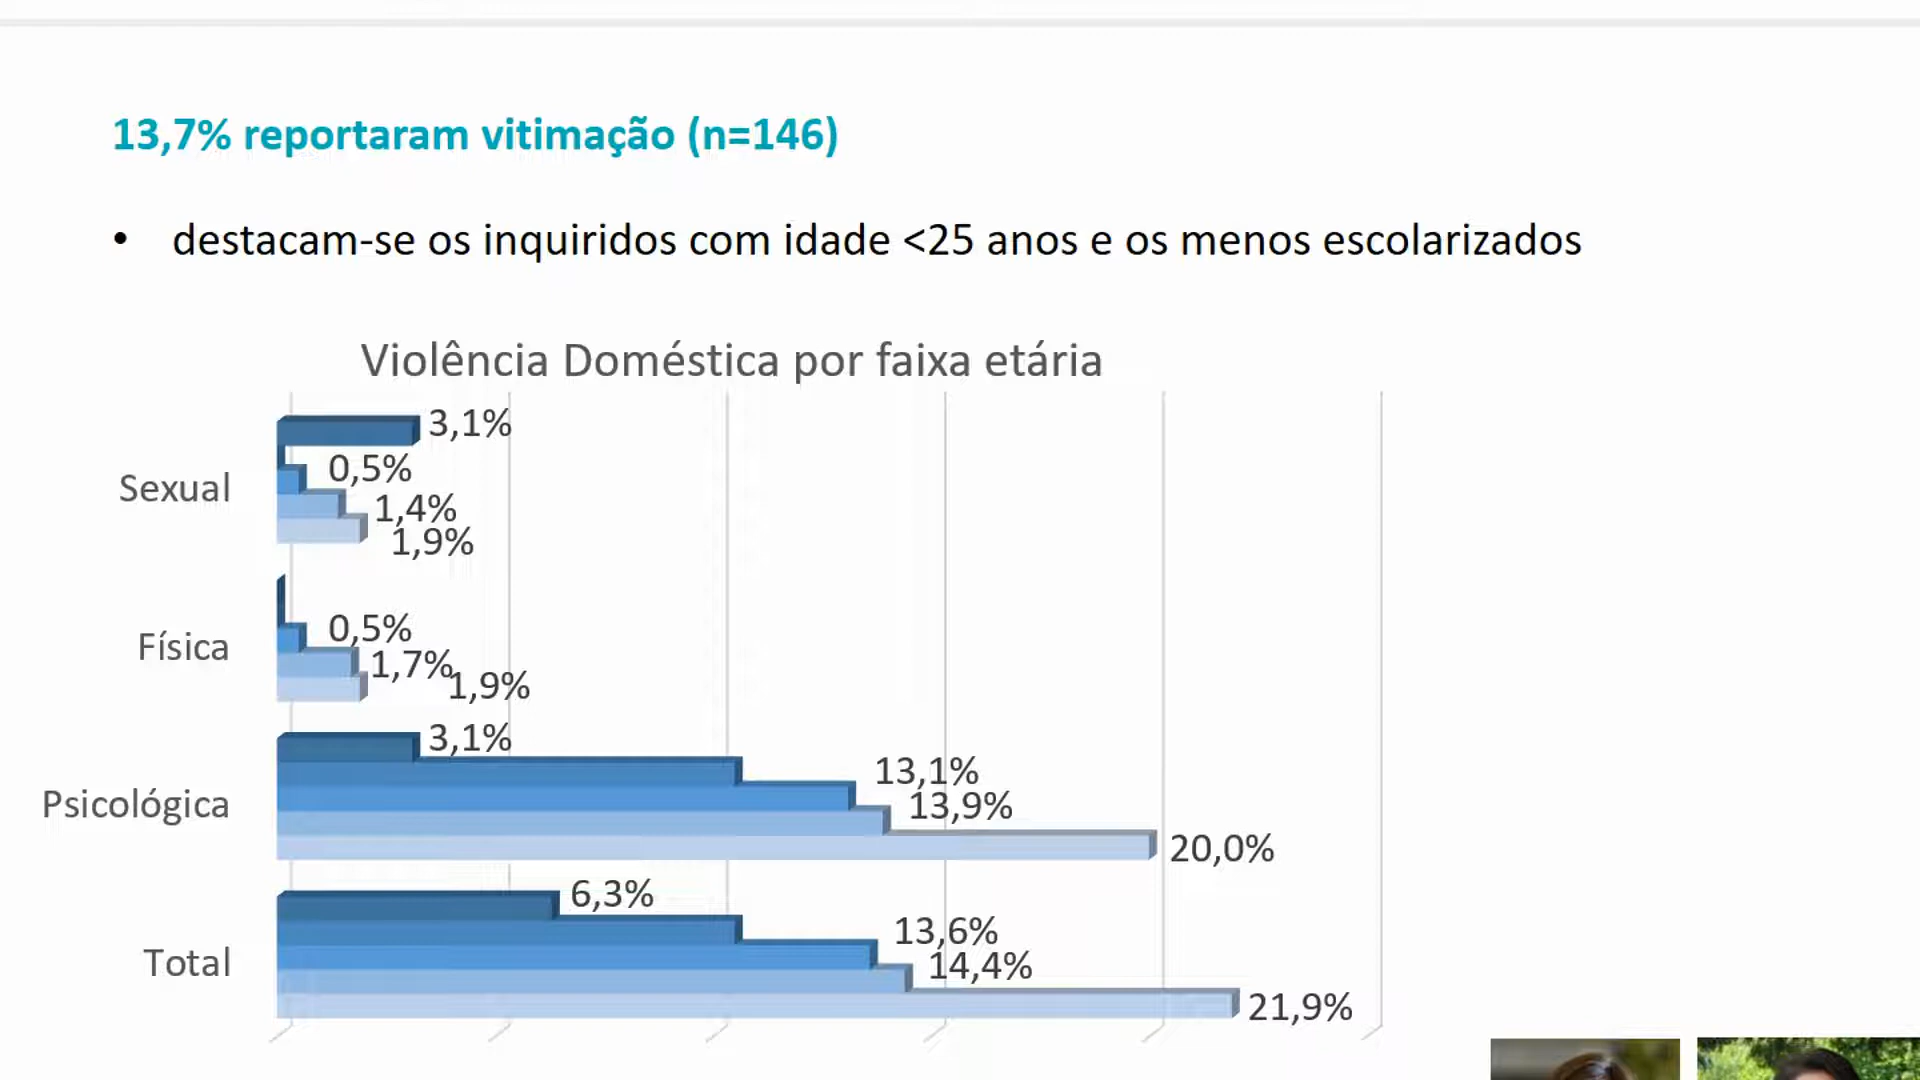 13,7% reportaram vitimação (n=146)
• destacam-se os inquiridos com idade <25 anos e os menos escolarizados
Violência Doméstica por faixa etária
3,1%
0,5%
Sexual
1,4%
1,9%
0,5%
Física
1,7%
1,9%
3,1%
13,1%
Psicológica
13,9%
20,0%
6,3%
13,6%
Total
14,4%
21,9%